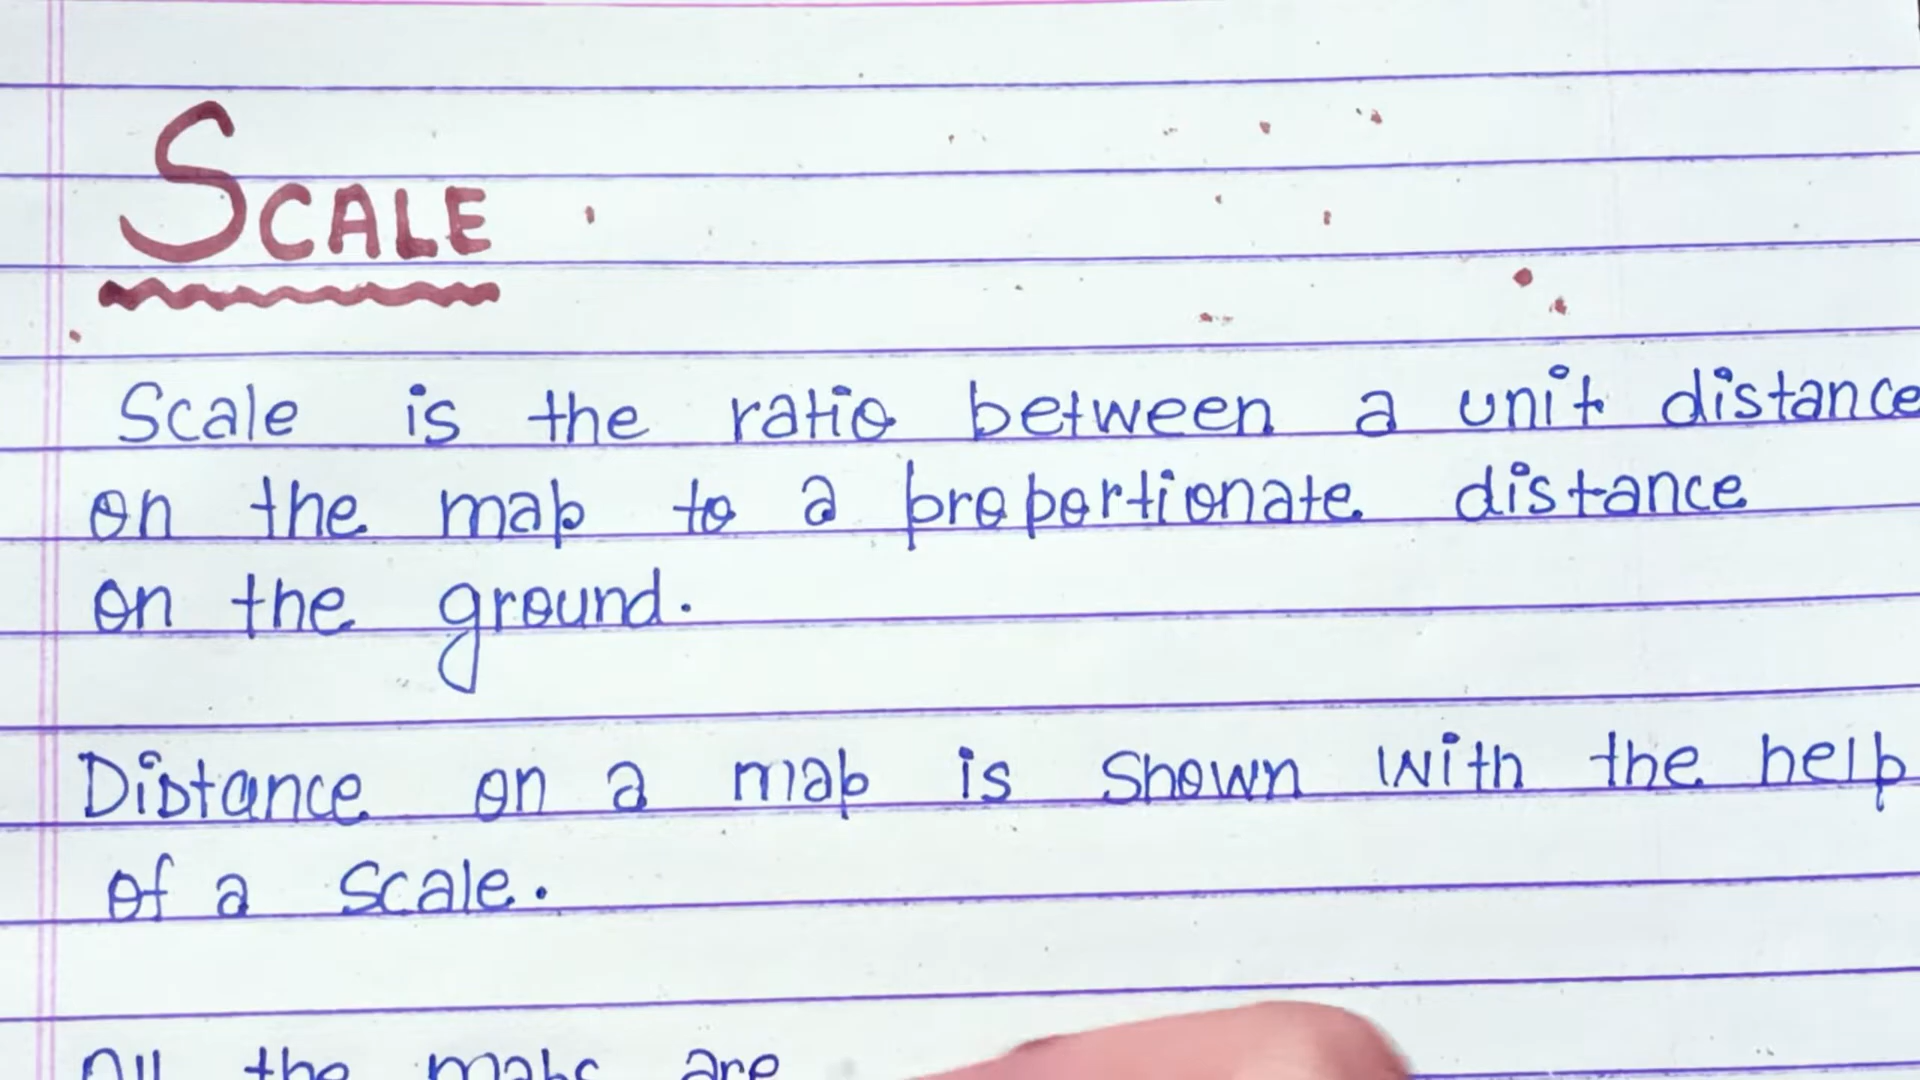 SCALE
Scale is the ratio between a unit distance
on the map to a proportionate distance
on the ground.
Distance on a map is shown with the help
of a scale.
All the maps are